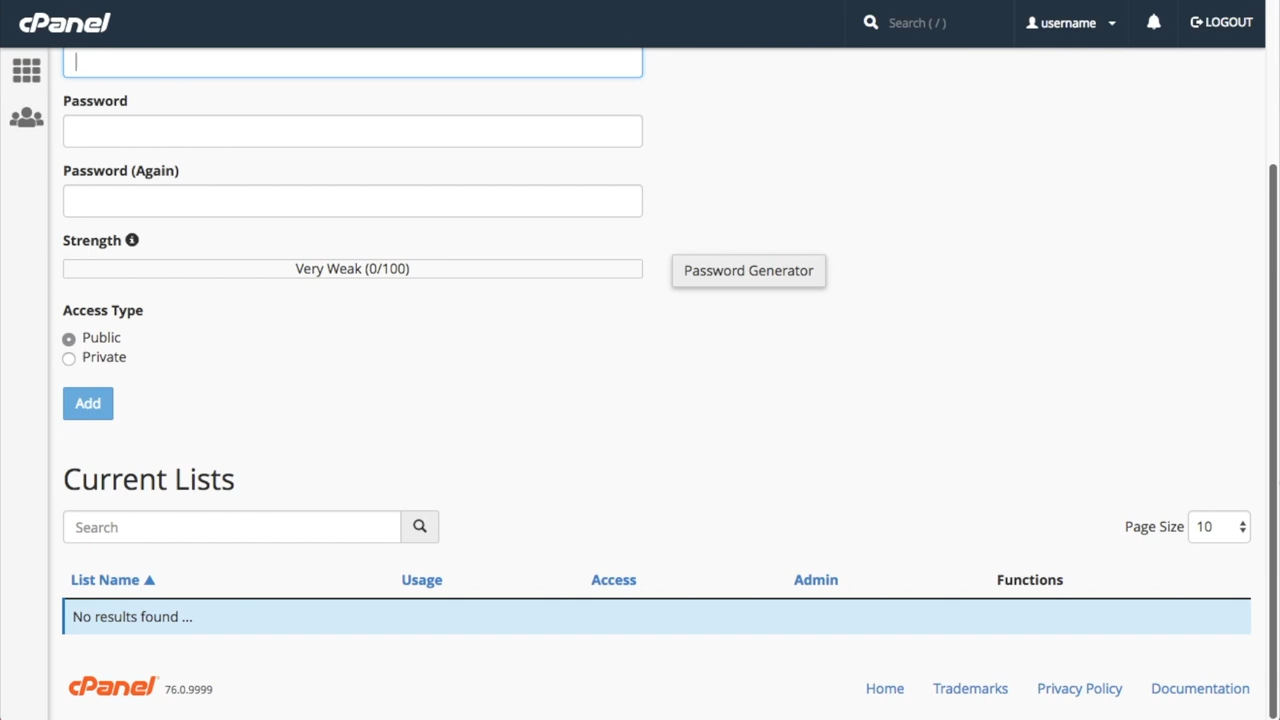 cPanel
Search ( / )
username
LOGOUT
Password
Password (Again)
Strength
Very Weak (0/100)
Password Generator
Access Type
Public
Private
Add
Current Lists
Search
Page Size 10
List Name Usage Access Admin Functions
No results found ...
cPanel 76.0.9999
Home Trademarks Privacy Policy Documentation